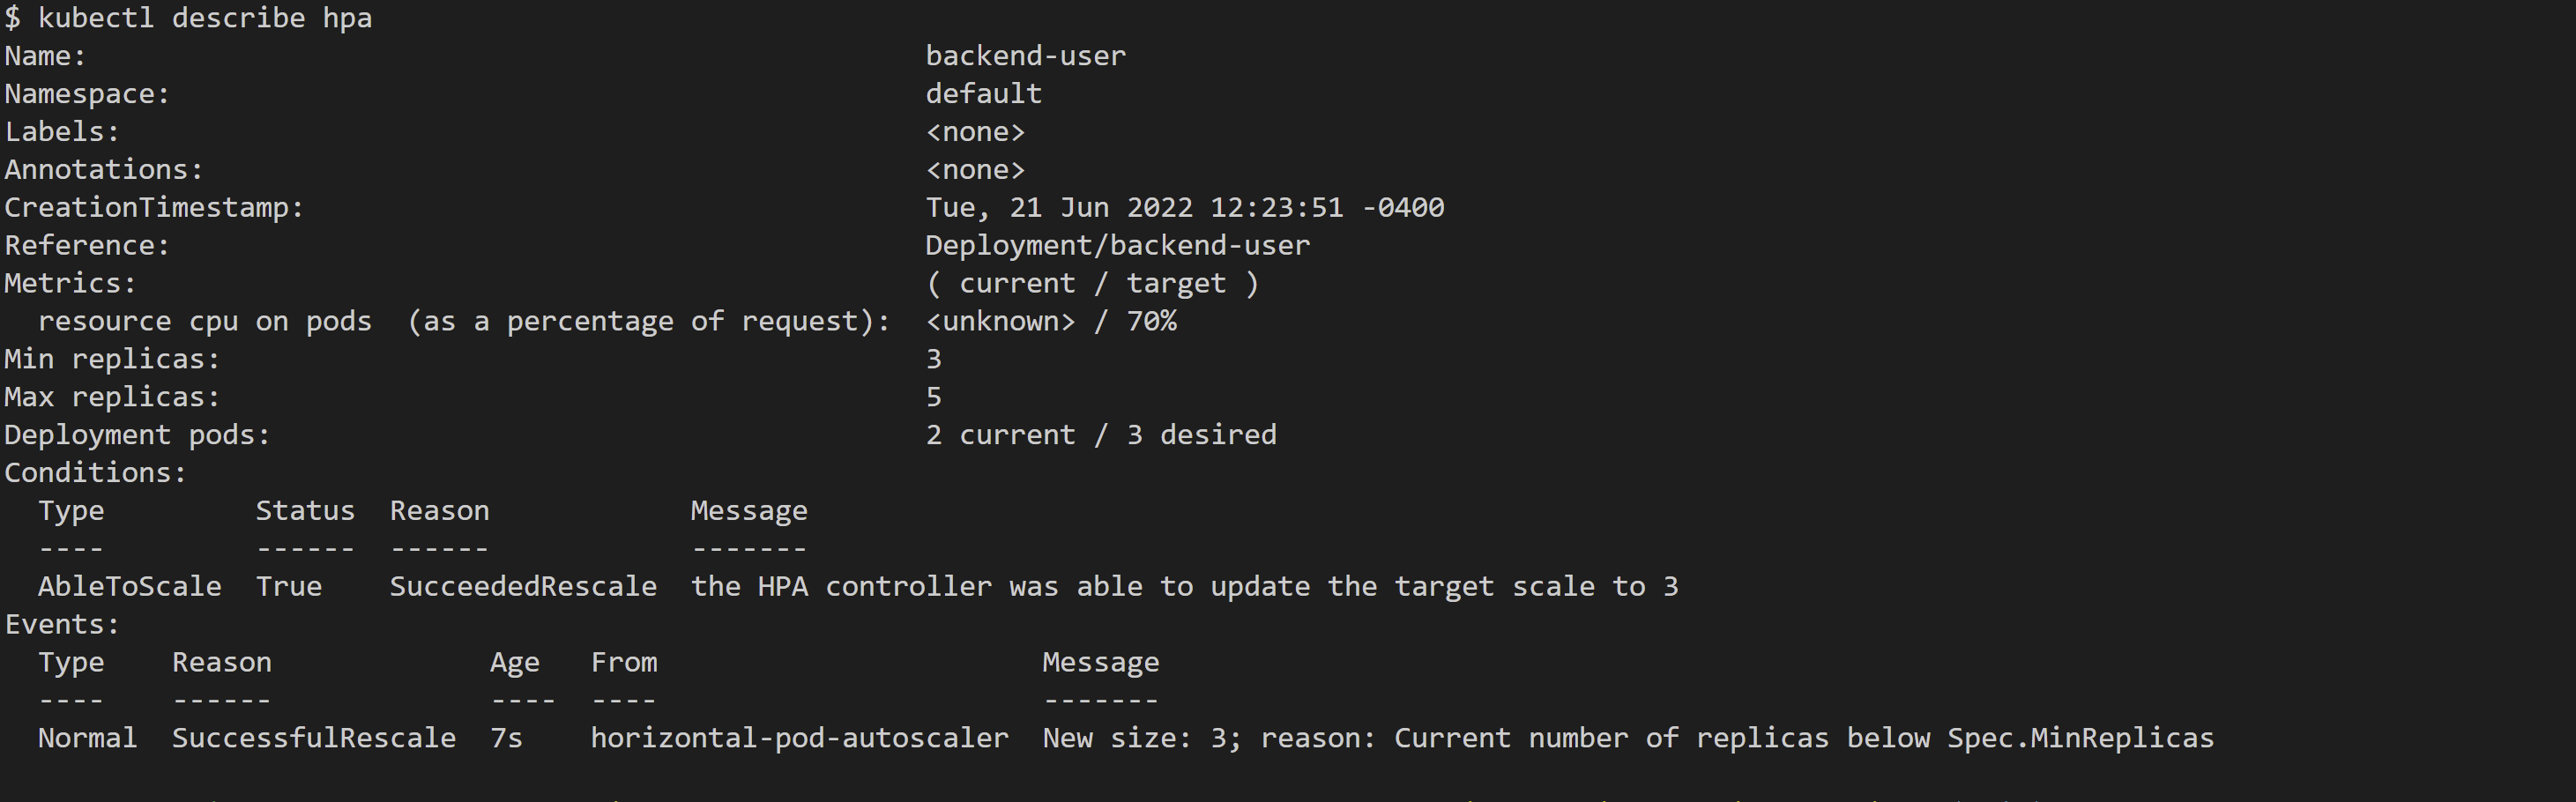 $ kubectl describe hpa
Name:                                                  backend-user
Namespace:                                             default
Labels:                                                <none>
Annotations:                                           <none>
CreationTimestamp:                                     Tue, 21 Jun 2022 12:23:51 -0400
Reference:                                             Deployment/backend-user
Metrics:                                               ( current / target )
  resource cpu on pods  (as a percentage of request):  <unknown> / 70%
Min replicas:                                          3
Max replicas:                                          5
Deployment pods:                                       2 current / 3 desired
Conditions:
  Type         Status  Reason            Message
  ----         ------  ------            -------
  AbleToScale  True    SucceededRescale  the HPA controller was able to update the target scale to 3
Events:
  Type    Reason             Age   From                       Message
  ----    ------             ----  ----                       -------
  Normal  SuccessfulRescale  7s    horizontal-pod-autoscaler  New size: 3; reason: Current number of replicas below Spec.MinReplicas